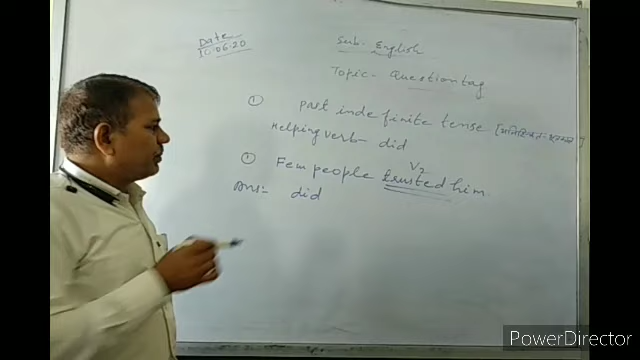 Date
10.06.20
Sub. English
Topic - Question tag
① past indefinite tense [
Helping verb - did
① Few people trusted him.
V2
Ans:- did
PowerDirector